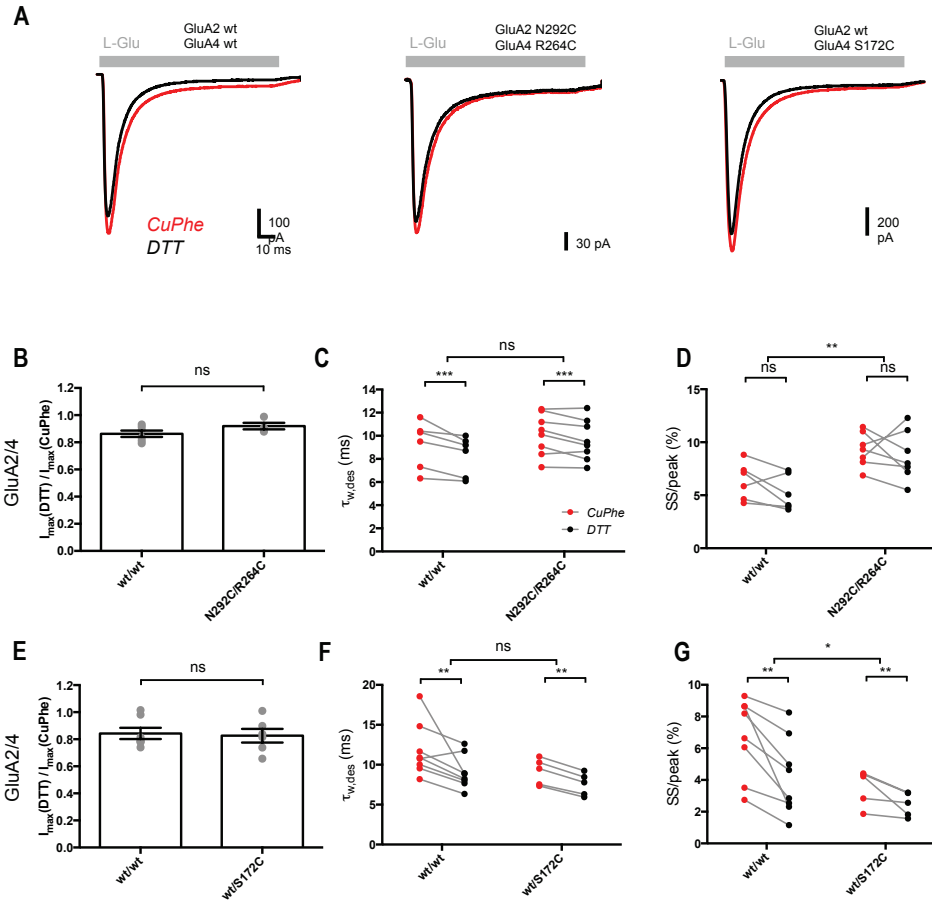 A
L-Glu
GluA2 wt
GluA4 wt
L-Glu
GluA2 N292C
GluA4 R264C
L-Glu
GluA2 wt
GluA4 S172C
CuPhe
DTT
100
pA
10 ms
30 pA
200
pA
B
ns
GluA2/4
Imax(DTT) / Imax(CuPhe)
1.2
1.0
0.8
0.6
0.4
0.2
0.0
wt/wt
N292C/R264C
C
ns
***
***
τw,des (ms)
14
12
10
8
6
4
2
0
CuPhe
DTT
wt/wt
N292C/R264C
D
**
ns
ns
SS/peak (%)
15
10
5
0
wt/wt
N292C/R264C
E
ns
GluA2/4
Imax(DTT) / Imax(CuPhe)
1.2
1.0
0.8
0.6
0.4
0.2
0.0
wt/wt
wt/S172C
F
ns
**
**
τw,des (ms)
20
15
10
5
0
wt/wt
wt/S172C
G
*
**
**
SS/peak (%)
10
8
6
4
2
0
wt/wt
wt/S172C